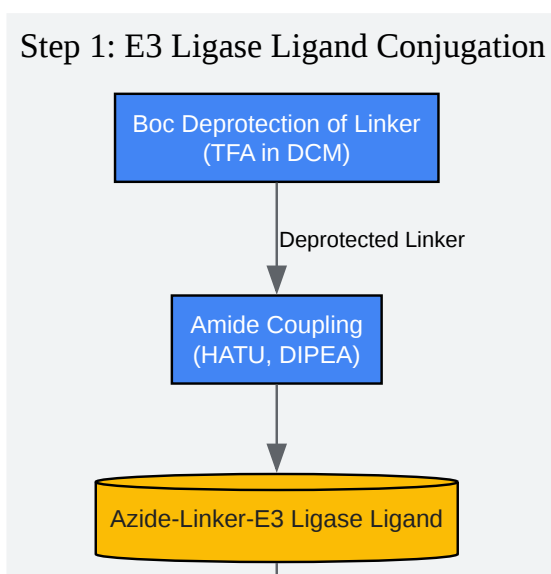 Step 1: E3 Ligase Ligand Conjugation
Boc Deprotection of Linker
(TFA in DCM)
Deprotected Linker
Amide Coupling
(HATU, DIPEA)
Azide-Linker-E3 Ligase Ligand